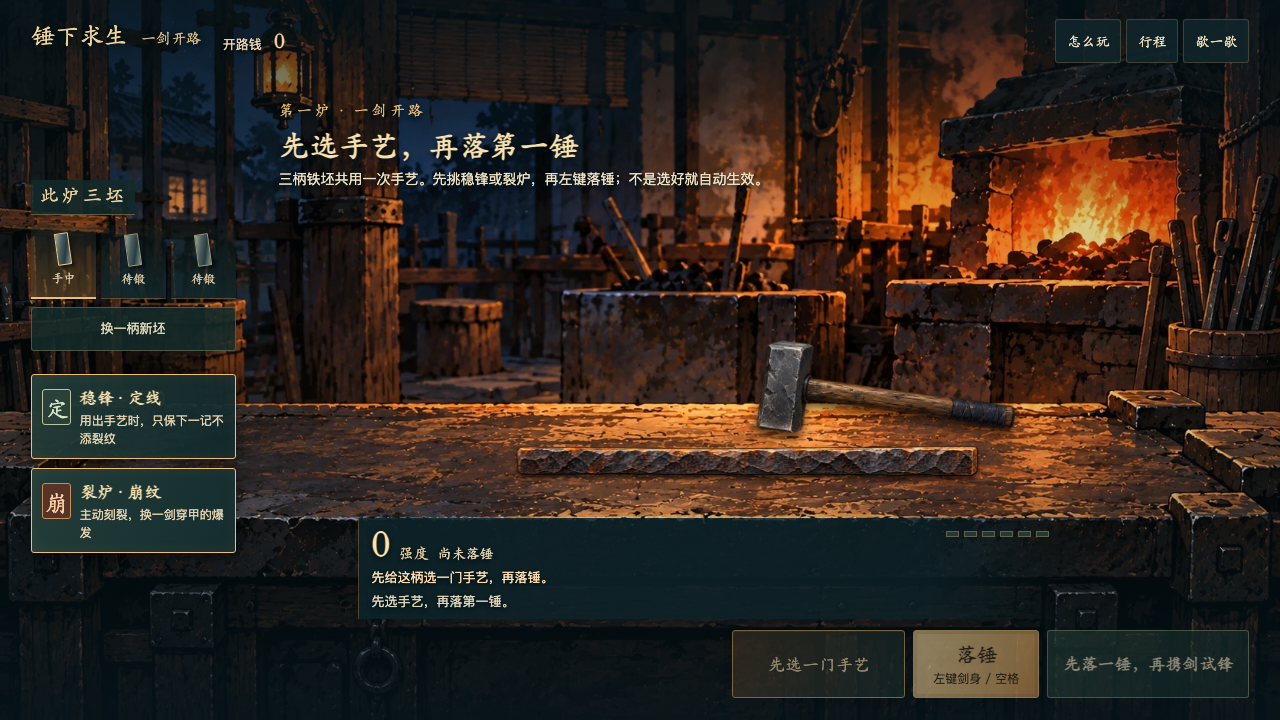 锤下求生 一剑开路 开路钱 0
怎么玩 行程 歇一歇
第一炉 · 一剑开路
先选手艺，再落第一锤
三柄铁坯共用一次手艺。先挑稳锋或裂炉，再左键落锤；不是选好就自动生效。
此炉三坯
手中 待锻 待锻
换一柄新坯
定 稳锋 · 定线
用出手艺时，只保下一记不
添裂纹
崩 裂炉 · 崩纹
主动刻裂，换一剑穿甲的爆
发
0 强度 尚未落锤
先给这柄选一门手艺，再落锤。
先选手艺，再落第一锤。
先选一门手艺
落锤
左键剑身 / 空格
先落一锤，再携剑试锋